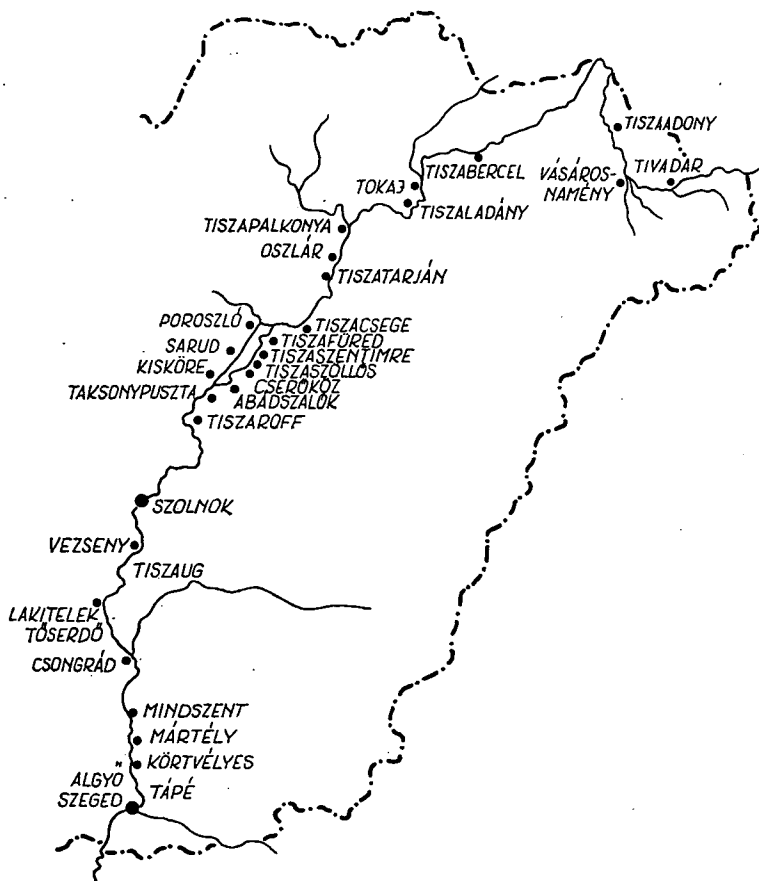 TISZAADONY
TISZABERCEL
VÁSÁROS-
NAMÉNY
TIVADAR
TOKAJ
TISZALADÁNY
TISZAPALKONYA
OSZLÁR
TISZATARJÁN
POROSZLÓ
TISZACSEGE
TISZAFÜRED
SARUD
TISZASZENTIMRE
KISKÖRE
TISZASZÖLLŐS
CSERŐKÖZ
TAKSONYPUSZTA
ABÁDSZALÓK
TISZAROFF
SZOLNOK
VEZSENY
TISZAUG
LAKITELEK
TŐSERDŐ
CSONGRÁD
MINDSZENT
MÁRTÉLY
KÖRTVÉLYES
ALGYŐ
TÁPÉ
SZEGED